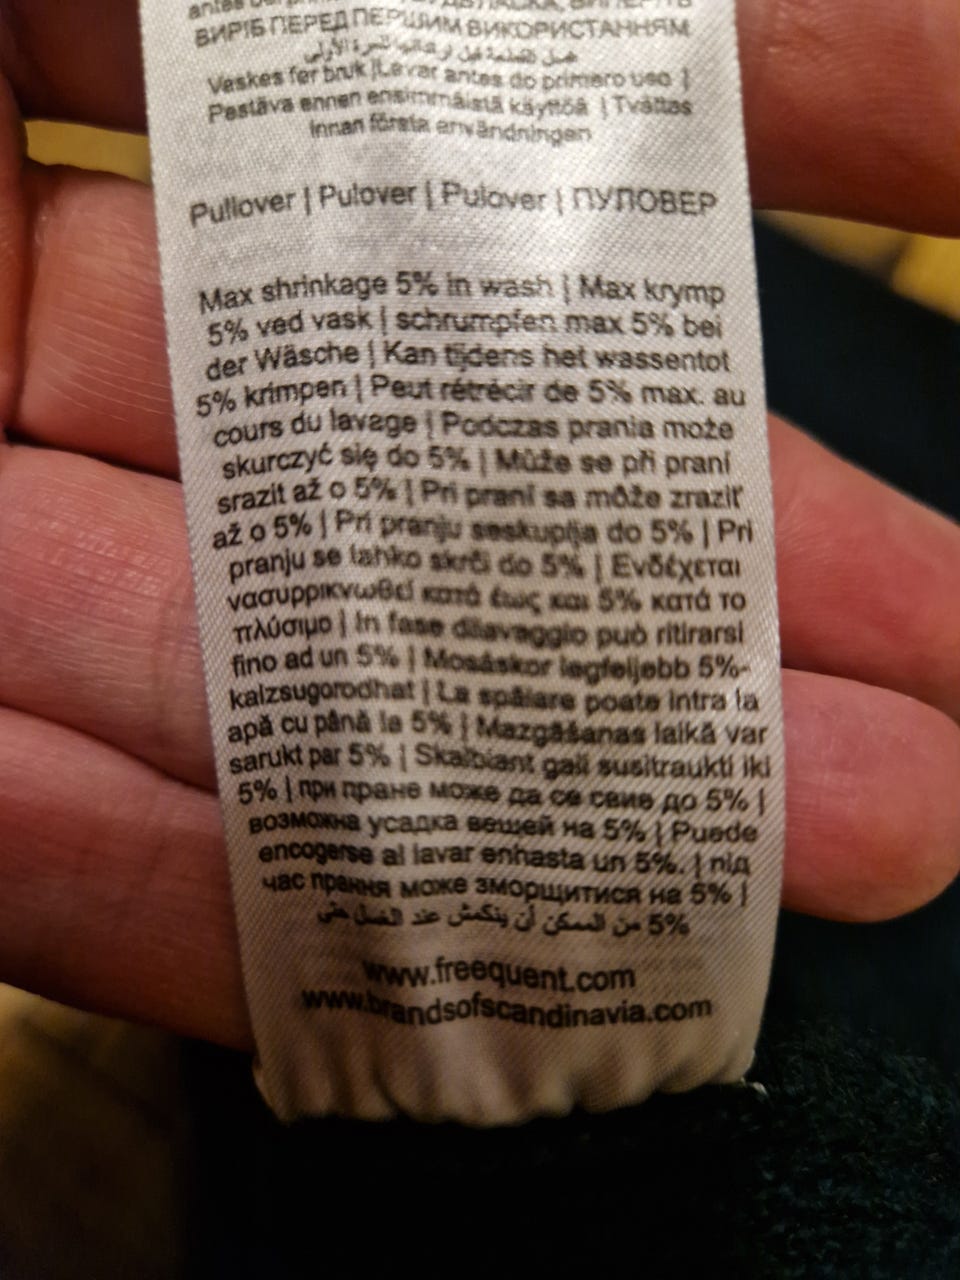 ВИРІБ ПЕРЕД ПЕРШИМ ВИКОРИСТАННЯМ
Veskes før bruk |Lavar antes do primero uso |
Pestävä ennen ensimmäistä käyttöä | Tvättas
innan första användningen
Pullover | Pulover | Pulover | ПУЛОВЕР
Max shrinkage 5% in wash | Max krymp
5% ved vask | schrumpfen max 5% bei
der Wäsche | Kan tijdens het wassentot
5% krimpen | Peut rétrécir de 5% max. au
cours du lavage | Podczas prania może
skurczyć się do 5% | Může se při praní
srazit až o 5% | Pri praní sa môže zraziť
až o 5% | Pri pranju seskuplja do 5% | Pri
pranju se lahko skrči do 5% | Ενδέχεται
νασυρρικνωθεί κατά έως και 5% κατά το
πλύσιμο | In fase dilavaggio può ritirarsi
fino ad un 5% | Mosáskor legfeljebb 5%-
kalzsugorodhat | La spălare poate intra la
apă cu până la 5% | Mazgāšanas laikā var
sarukt par 5% | Skalbiant gali susitraukti iki
5% | при пране може да се свие до 5% |
возможна усадка вещей на 5% | Puede
encogerse al lavar enhasta un 5%. | під
час прання може зморщитися на 5% |
5% من الممكن أن ينكمش عند الغسل حتى
www.freequent.com
www.brandsofscandinavia.com